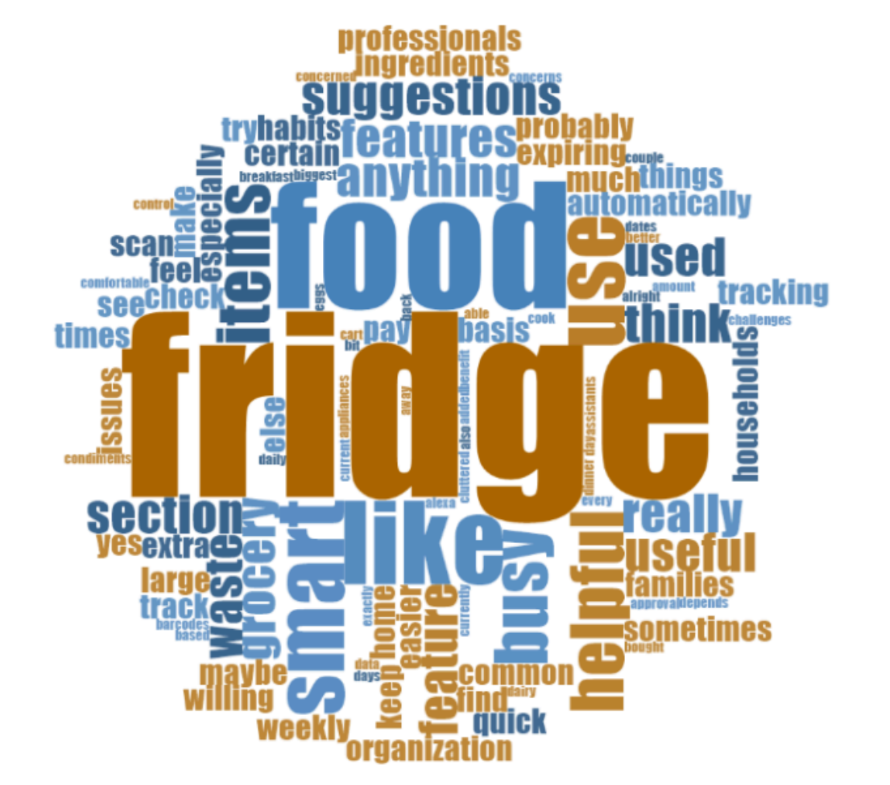 professionals
ingredients
concerned
concerns
suggestions
try
habits
features
probably
certain
expiring
couple
breakfast
biggest
anything
much
things
especially
control
make
items
food
automatically
use
dates
better
scan
used
feel
comfortable
see
check
eggs
back
amount
alright
tracking
times
cart
bit
pay
able
basis
cook
think
challenges
fridge
issues
condiments
else
daily
current
appliances
away
benefit
added
also
cluttered
dinner
day
assistants
households
section
yes
extra
waste
grocery
smart
like
alexa
every
busy
helpful
really
useful
families
large
track
barcodes
based
approval
depends
sometimes
bought
exactly
home
keep
easier
feature
currently
data
days
maybe
willing
common
find
dairy
weekly
quick
organization